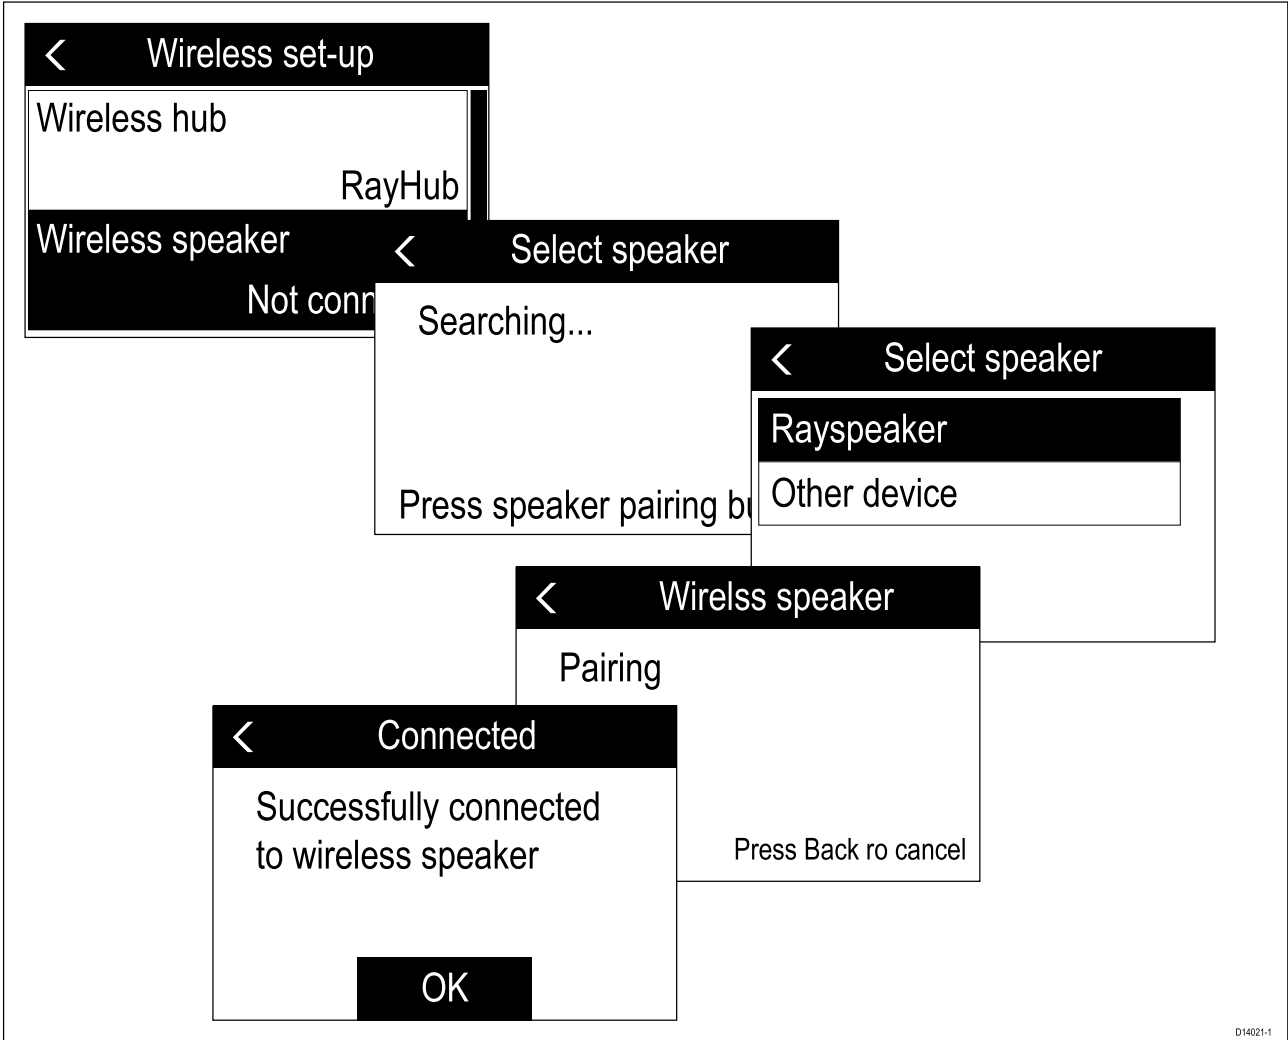 Wireless set-up
Wireless hub
RayHub
Wireless speaker
Not conn
Select speaker
Searching...
Press speaker pairing bu
Select speaker
Rayspeaker
Other device
Wirelss speaker
Pairing
Press Back ro cancel
Connected
Successfully connected
to wireless speaker
OK
D14021-1